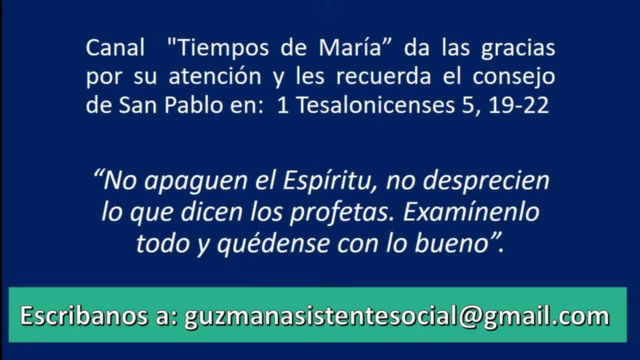 Canal "Tiempos de María” da las gracias
por su atención y les recuerda el consejo
de San Pablo en: 1 Tesalonicenses 5, 19-22
“No apaguen el Espíritu, no desprecien
lo que dicen los profetas. Examínenlo
todo y quédense con lo bueno”.
Escribanos a: guzmanasistentesocial@gmail.com